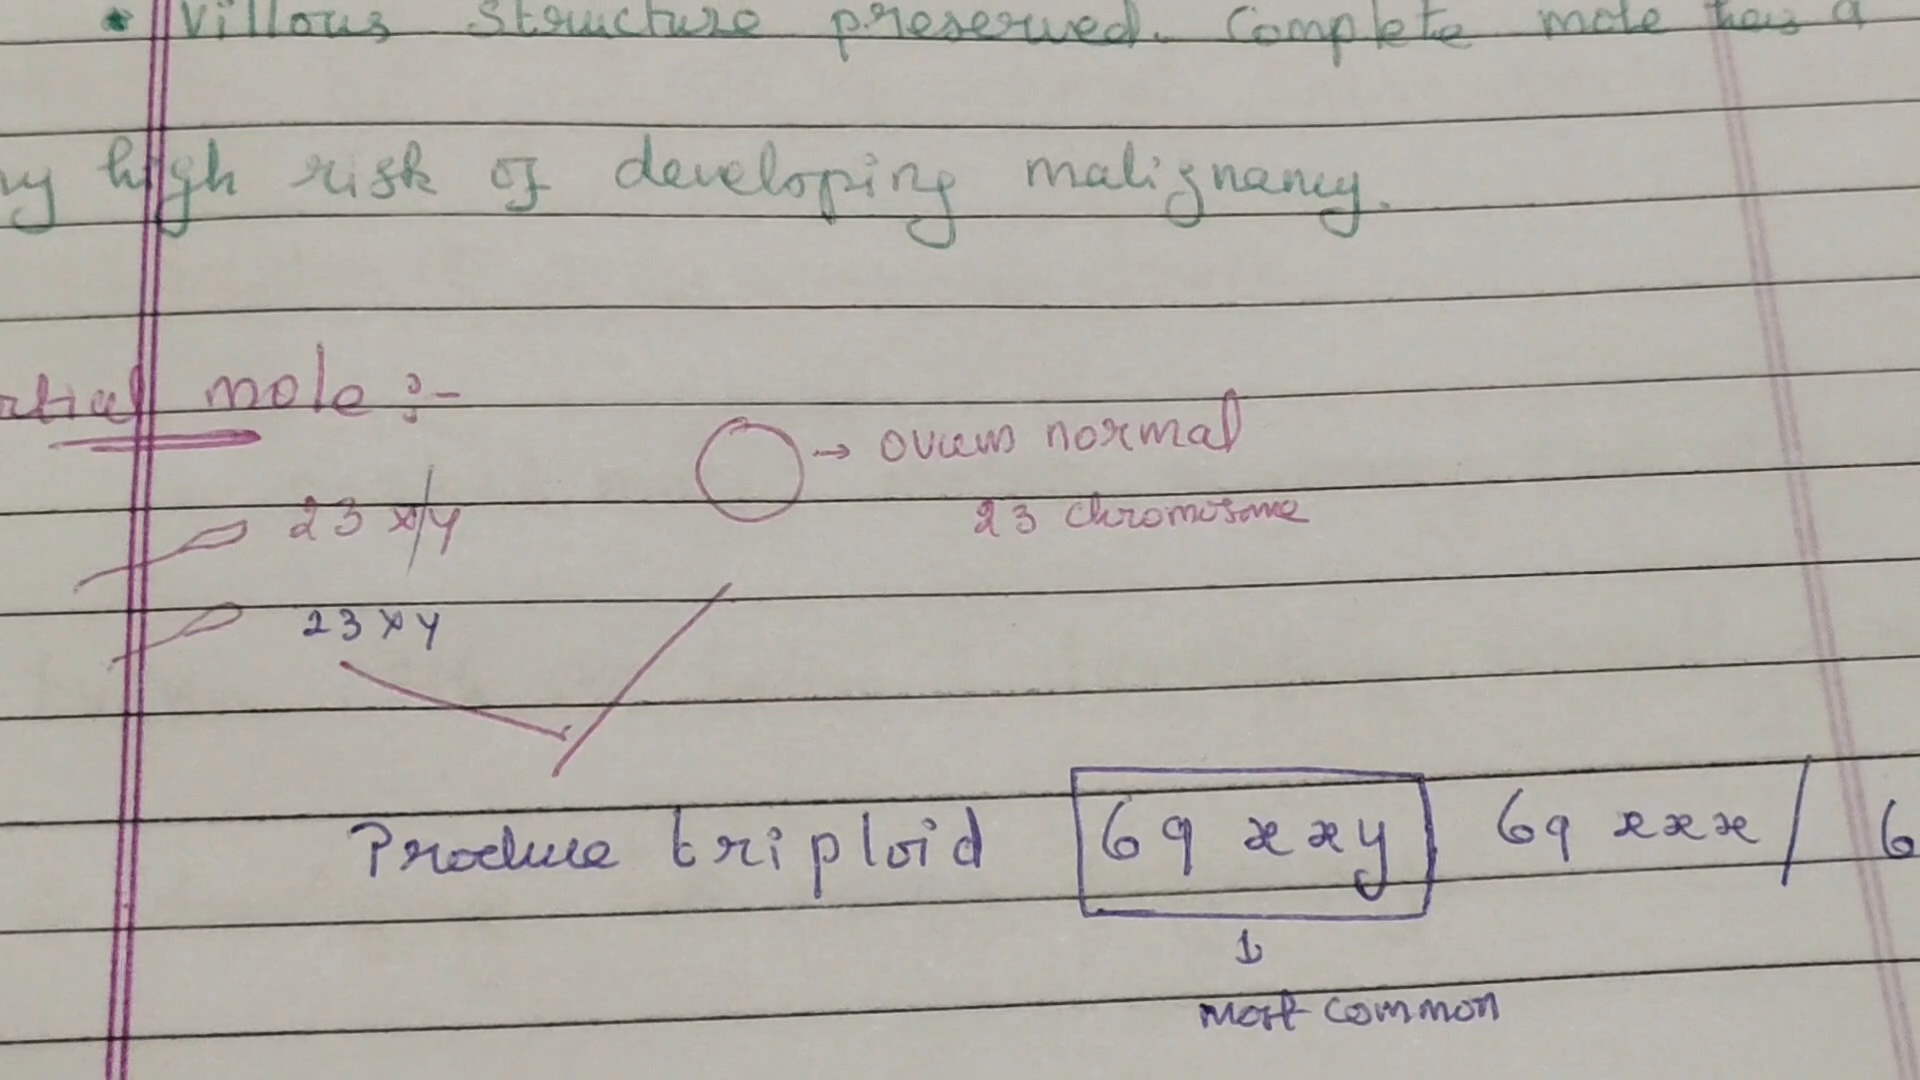 • Villous structure preserved. Complete mole has a
high risk of developing malignancy.
mole :-
→ ovum normal
23 x/y
23 chromosome
23 x y
Produce triploid 69 xxy 69 xxx / 6
most common